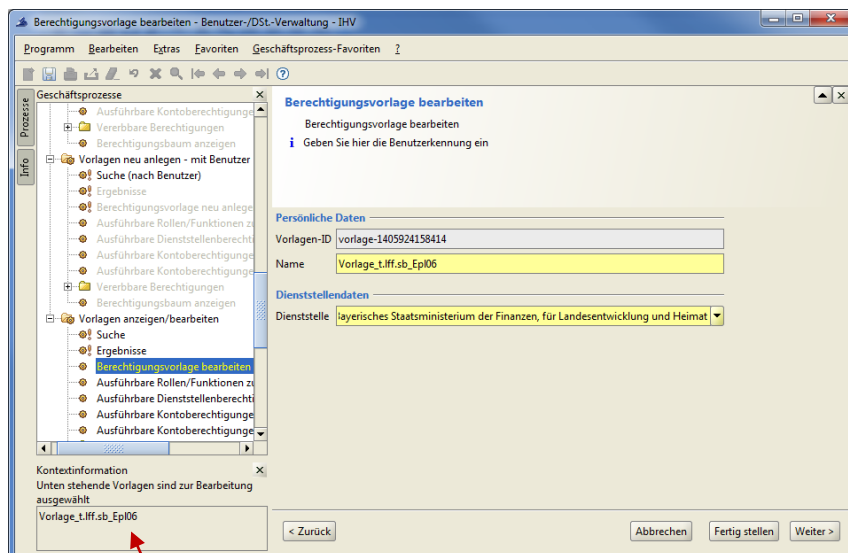 Berechtigungsvorlage bearbeiten - Benutzer-/DSt.-Verwaltung - IHV
Programm Bearbeiten Extras Favoriten Geschäftsprozess-Favoriten ?
Prozesse
Info
Geschäftsprozesse
Ausführbare Kontoberechtigunge
Vererbbare Berechtigungen
Berechtigungsbaum anzeigen
Vorlagen neu anlegen - mit Benutzer
Suche (nach Benutzer)
Ergebnisse
Berechtigungsvorlage neu anlege
Ausführbare Rollen/Funktionen zu
Ausführbare Dienststellenberechti
Ausführbare Kontoberechtigunge
Ausführbare Kontoberechtigunge
Vererbbare Berechtigungen
Berechtigungsbaum anzeigen
Vorlagen anzeigen/bearbeiten
Suche
Ergebnisse
Berechtigungsvorlage bearbeiten
Ausführbare Rollen/Funktionen zu
Ausführbare Dienststellenberechti
Ausführbare Kontoberechtigunge
Ausführbare Kontoberechtigunge
Kontextinformation
Unten stehende Vorlagen sind zur Bearbeitung
ausgewählt
Vorlage_t.lff.sb_Epl06
Berechtigungsvorlage bearbeiten
Berechtigungsvorlage bearbeiten
i Geben Sie hier die Benutzerkennung ein
Persönliche Daten
Vorlagen-ID vorlage-1405924158414
Name Vorlage_t.lff.sb_Epl06
Dienststellendaten
Dienststelle layerisches Staatsministerium der Finanzen, für Landesentwicklung und Heimat
< Zurück Abbrechen Fertig stellen Weiter >